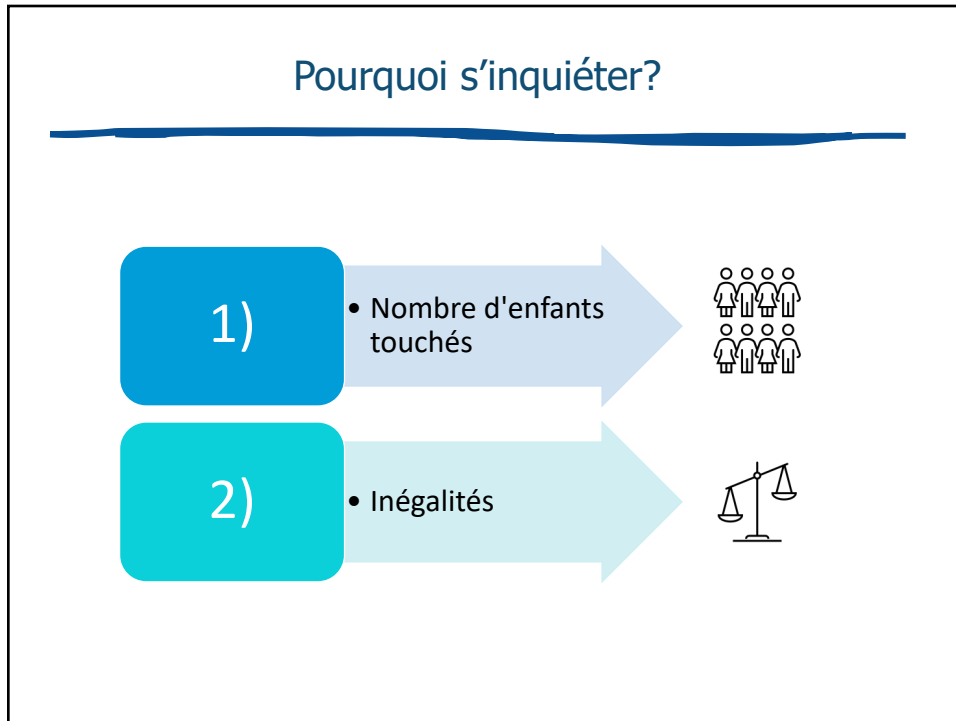 Pourquoi s’inquiéter?
1)
• Nombre d'enfants
touchés
2)
• Inégalités